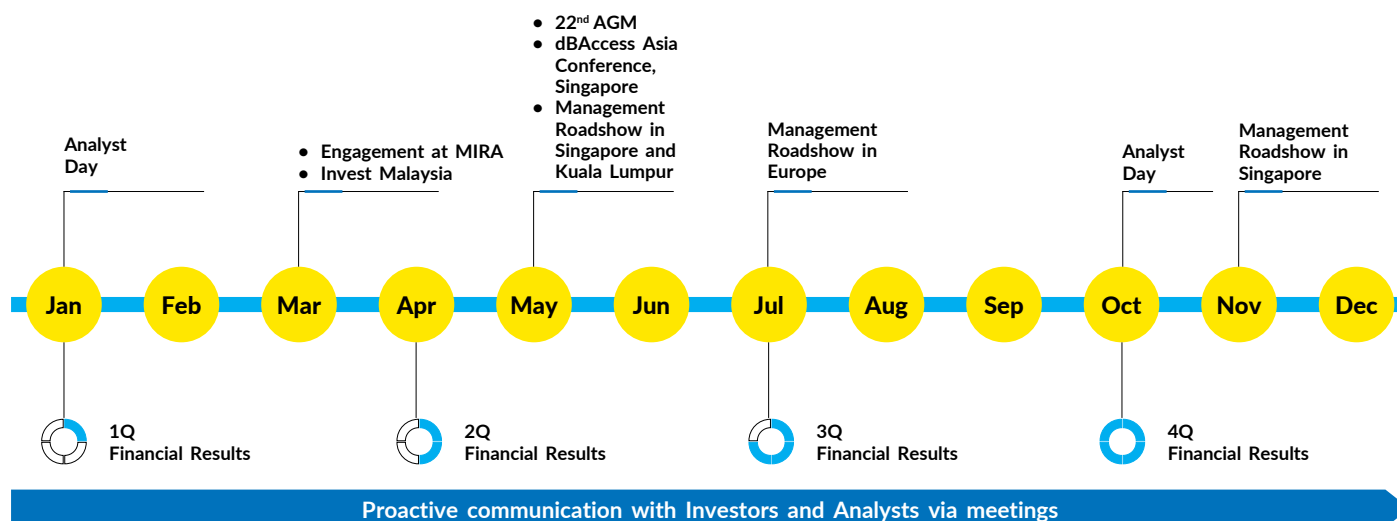 Analyst
Day
• Engagement at MIRA
• Invest Malaysia
• 22nd AGM
• dBAccess Asia
Conference,
Singapore
• Management
Roadshow in
Singapore and
Kuala Lumpur
Management
Roadshow in
Europe
Analyst
Day
Management
Roadshow in
Singapore
Jan
Feb
Mar
Apr
May
Jun
Jul
Aug
Sep
Oct
Nov
Dec
1Q
Financial Results
2Q
Financial Results
3Q
Financial Results
4Q
Financial Results
Proactive communication with Investors and Analysts via meetings